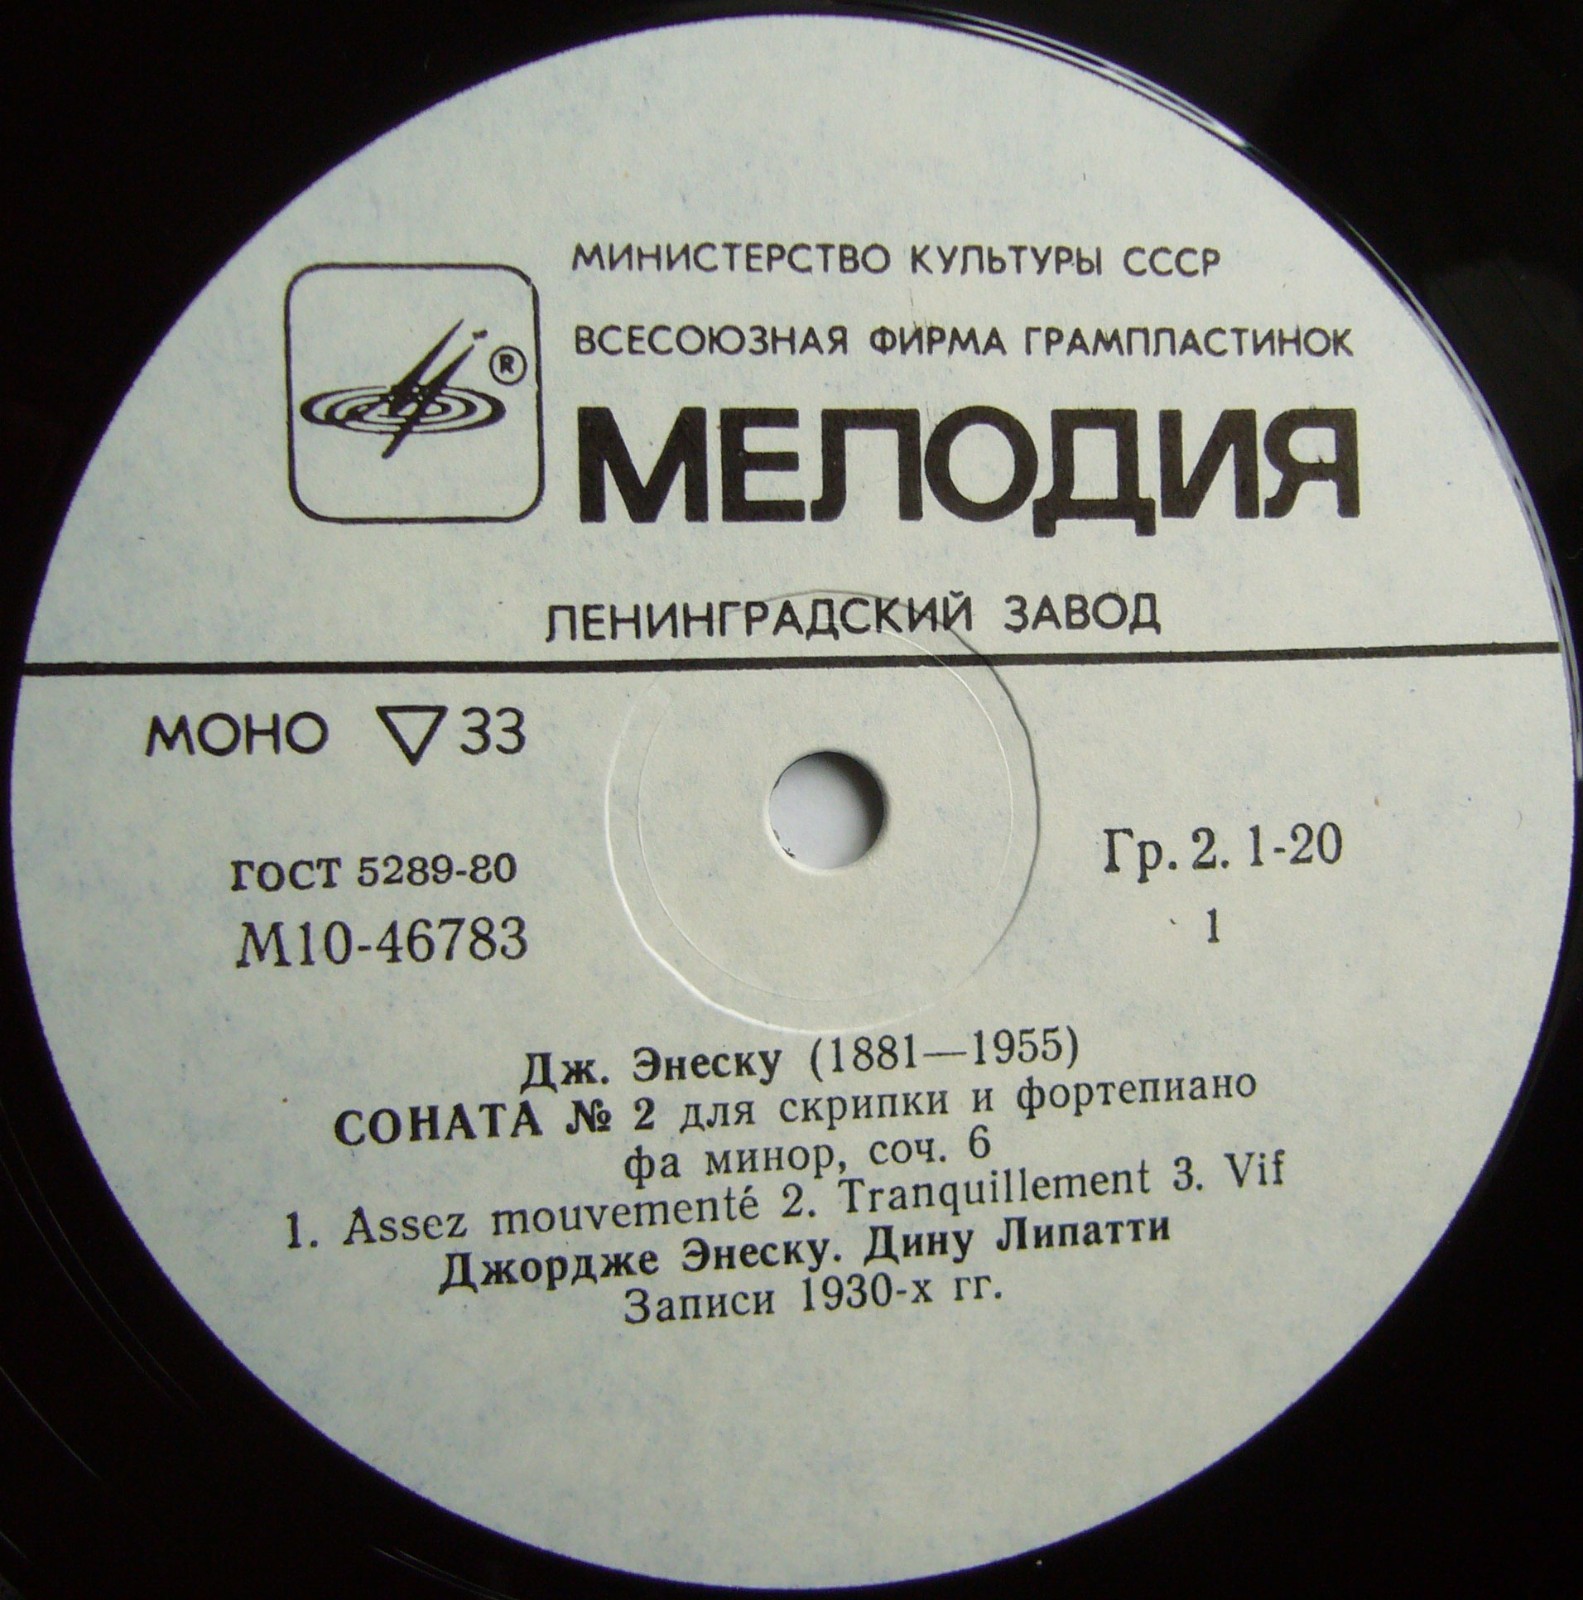 МИНИСТЕРСТВО КУЛЬТУРЫ СССР
ВСЕСОЮЗНАЯ ФИРМА ГРАМПЛАСТИНОК
®
МЕЛОДИЯ
ЛЕНИНГРАДСКИЙ ЗАВОД
МОНО ▽ 33
ГОСТ 5289-80
Гр. 2. 1-20
М10-46783
1
Дж. Энеску (1881—1955)
СОНАТА № 2 для скрипки и фортепиано
фа минор, соч. 6
1. Assez mouvementé 2. Tranquillement 3. Vif
Джордже Энеску. Дину Липатти
Записи 1930-х гг.